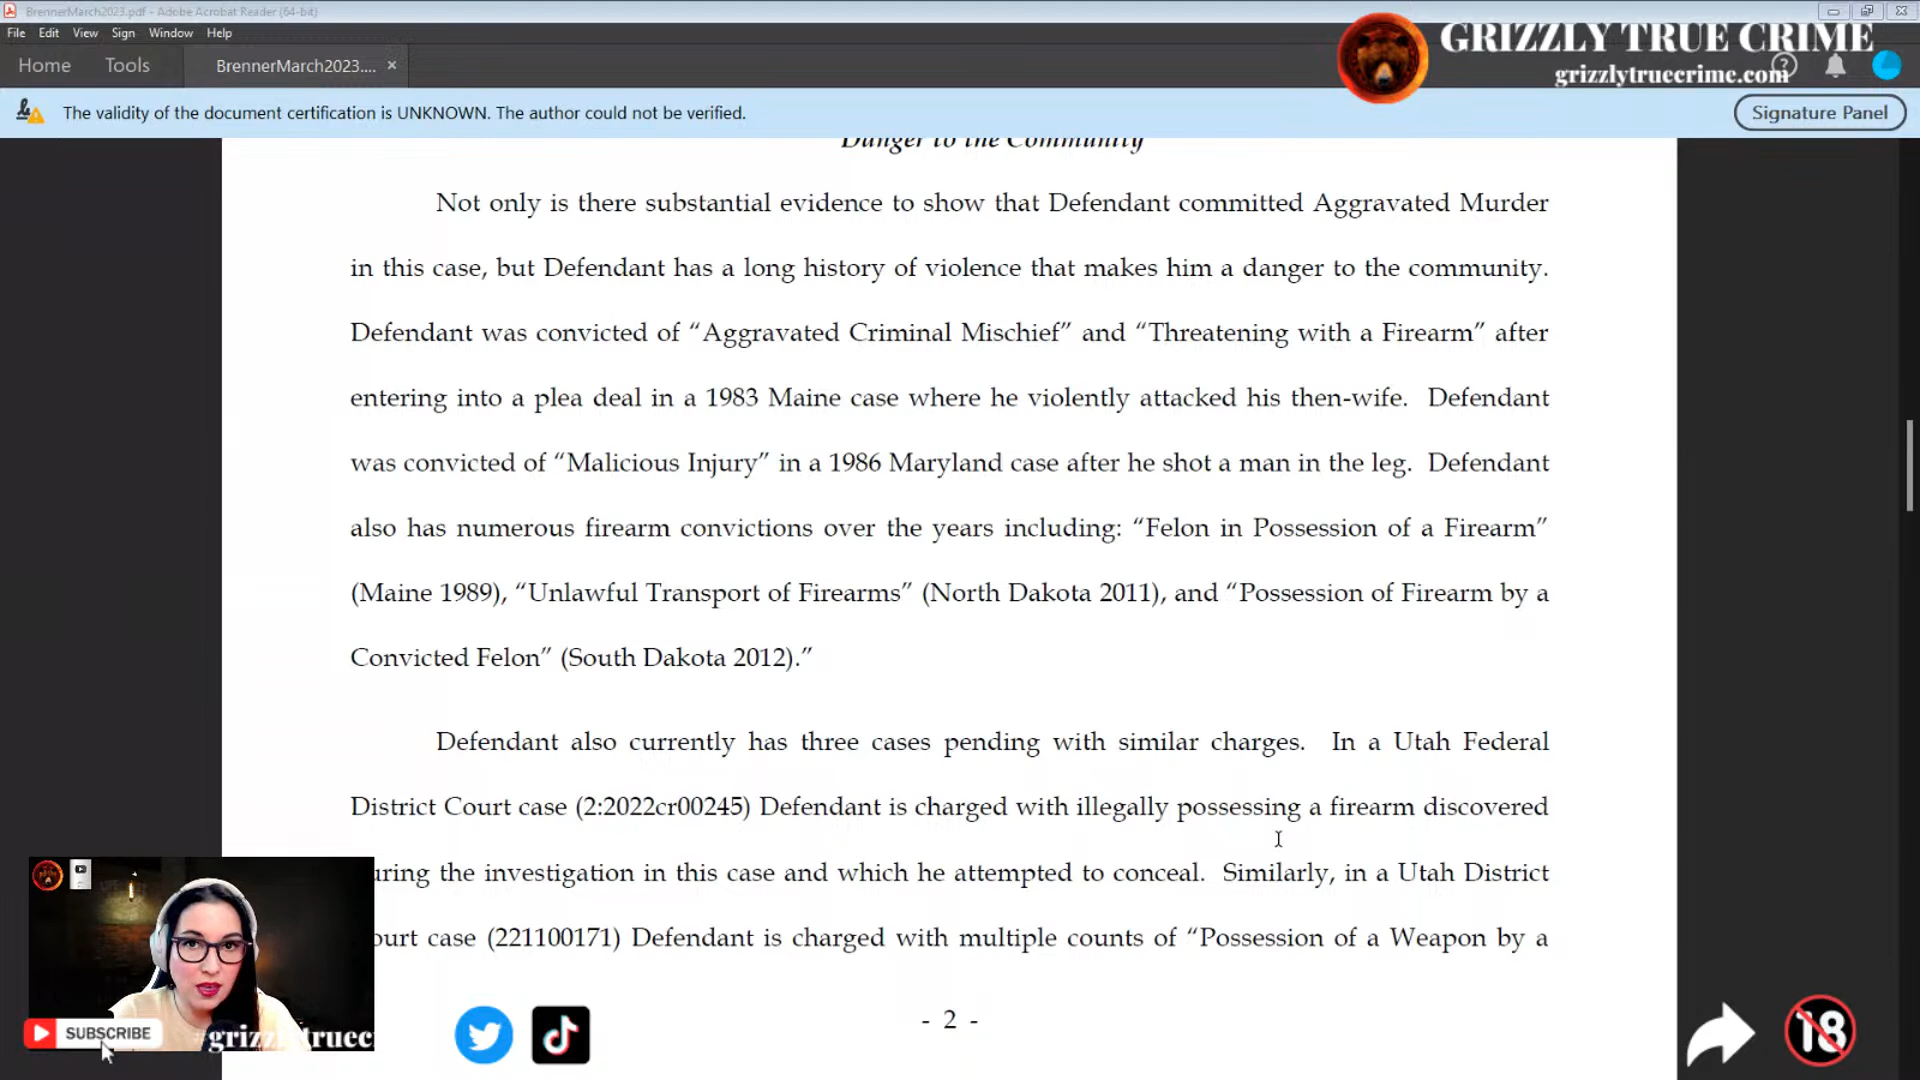 BrennerMarch2023.pdf - Adobe Acrobat Reader (64-bit)
File Edit View Sign Window Help
GRIZZLY TRUE CRIME
grizzlytruecrime.com
Home Tools BrennerMarch2023.... ×
The validity of the document certification is UNKNOWN. The author could not be verified.
Signature Panel
Danger to the Community
Not only is there substantial evidence to show that Defendant committed Aggravated Murder
in this case, but Defendant has a long history of violence that makes him a danger to the community.
Defendant was convicted of “Aggravated Criminal Mischief” and “Threatening with a Firearm” after
entering into a plea deal in a 1983 Maine case where he violently attacked his then-wife. Defendant
was convicted of “Malicious Injury” in a 1986 Maryland case after he shot a man in the leg. Defendant
also has numerous firearm convictions over the years including: “Felon in Possession of a Firearm”
(Maine 1989), “Unlawful Transport of Firearms” (North Dakota 2011), and “Possession of Firearm by a
Convicted Felon” (South Dakota 2012).”
Defendant also currently has three cases pending with similar charges. In a Utah Federal
District Court case (2:2022cr00245) Defendant is charged with illegally possessing a firearm discovered
uring the investigation in this case and which he attempted to conceal. Similarly, in a Utah District
ourt case (221100171) Defendant is charged with multiple counts of “Possession of a Weapon by a
- 2 -
SUBSCRIBE
#grizzlytruecri
18